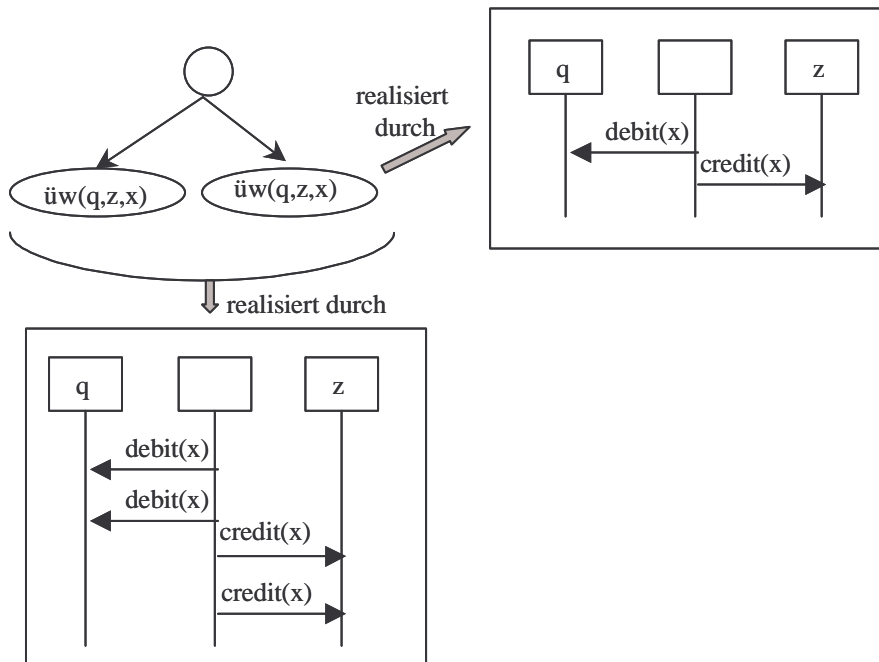 q
z
debit(x)
credit(x)
realisiert
durch
üw(q,z,x)
üw(q,z,x)
realisiert durch
q
z
debit(x)
debit(x)
credit(x)
credit(x)